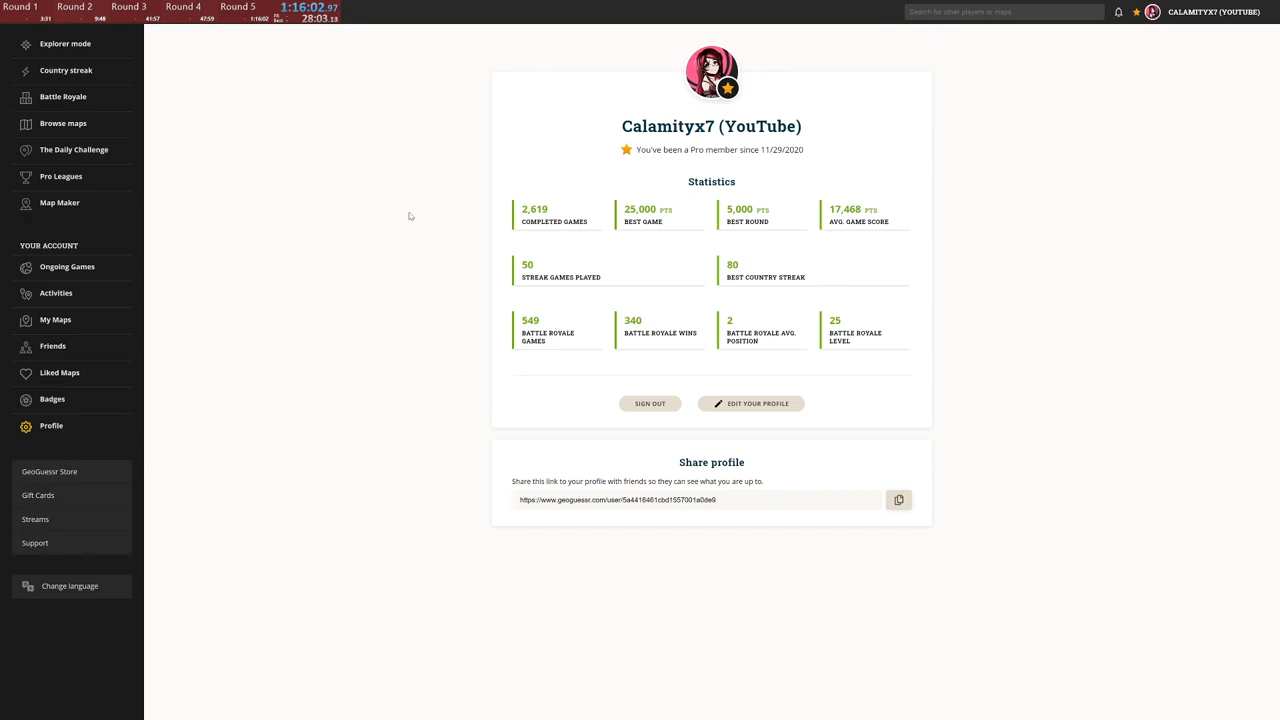 Round 1 Round 2 Round 3 Round 4 Round 5 1:16:02.97
3:31 9:48 41:57 47:59 1:16:02 28:03.13
Search for other players or maps
CALAMITYX7 (YOUTUBE)
Explorer mode
Country streak
Battle Royale
Browse maps
The Daily Challenge
Pro Leagues
Map Maker
YOUR ACCOUNT
Ongoing Games
Activities
My Maps
Friends
Liked Maps
Badges
Profile
GeoGuessr Store
Gift Cards
Streams
Support
Change language
Calamityx7 (YouTube)
You've been a Pro member since 11/29/2020
Statistics
2,619
COMPLETED GAMES
25,000 PTS
BEST GAME
5,000 PTS
BEST ROUND
17,468 PTS
AVG. GAME SCORE
50
STREAK GAMES PLAYED
80
BEST COUNTRY STREAK
549
BATTLE ROYALE
GAMES
340
BATTLE ROYALE WINS
2
BATTLE ROYALE AVG.
POSITION
25
BATTLE ROYALE
LEVEL
SIGN OUT
EDIT YOUR PROFILE
Share profile
Share this link to your profile with friends so they can see what you are up to.
https://www.geoguessr.com/user/5a4416461cbd1557001a0de9